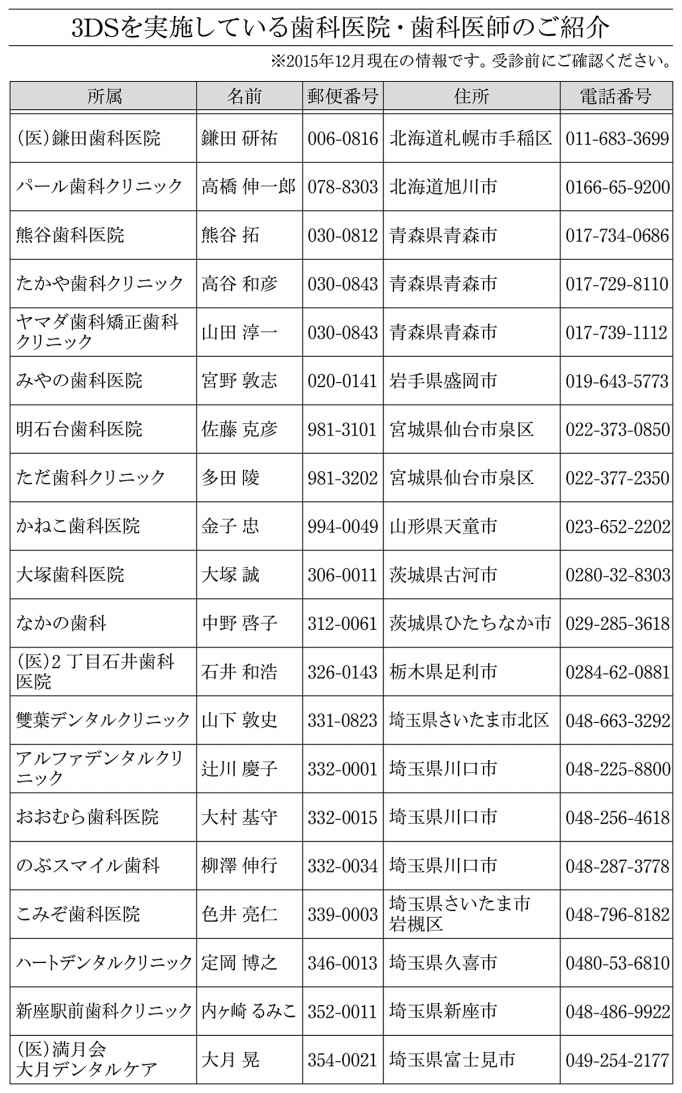 3DSを実施している歯科医院・歯科医師のご紹介
※2015年12月現在の情報です。受診前にご確認ください。
所属 名前 郵便番号 住所 電話番号
（医）鎌田歯科医院 鎌田 研祐 006-0816 北海道札幌市手稲区 011-683-3699
パール歯科クリニック 高橋 伸一郎 078-8303 北海道旭川市 0166-65-9200
熊谷歯科医院 熊谷 拓 030-0812 青森県青森市 017-734-0686
たかや歯科クリニック 高谷 和彦 030-0843 青森県青森市 017-729-8110
ヤマダ歯科矯正歯科
クリニック 山田 淳一 030-0843 青森県青森市 017-739-1112
みやの歯科医院 宮野 敦志 020-0141 岩手県盛岡市 019-643-5773
明石台歯科医院 佐藤 克彦 981-3101 宮城県仙台市泉区 022-373-0850
ただ歯科クリニック 多田 陵 981-3202 宮城県仙台市泉区 022-377-2350
かねこ歯科医院 金子 忠 994-0049 山形県天童市 023-652-2202
大塚歯科医院 大塚 誠 306-0011 茨城県古河市 0280-32-8303
なかの歯科 中野 啓子 312-0061 茨城県ひたちなか市 029-285-3618
（医）2丁目石井歯科
医院 石井 和浩 326-0143 栃木県足利市 0284-62-0881
雙葉デンタルクリニック 山下 敦史 331-0823 埼玉県さいたま市北区 048-663-3292
アルファデンタルクリ
ニック 辻川 慶子 332-0001 埼玉県川口市 048-225-8800
おおむら歯科医院 大村 基守 332-0015 埼玉県川口市 048-256-4618
のぶスマイル歯科 柳澤 伸行 332-0034 埼玉県川口市 048-287-3778
こみぞ歯科医院 色井 亮仁 339-0003 埼玉県さいたま市
岩槻区 048-796-8182
ハートデンタルクリニック 定岡 博之 346-0013 埼玉県久喜市 0480-53-6810
新座駅前歯科クリニック 内ヶ崎 るみこ 352-0011 埼玉県新座市 048-486-9922
（医）満月会
大月デンタルケア 大月 晃 354-0021 埼玉県富士見市 049-254-2177